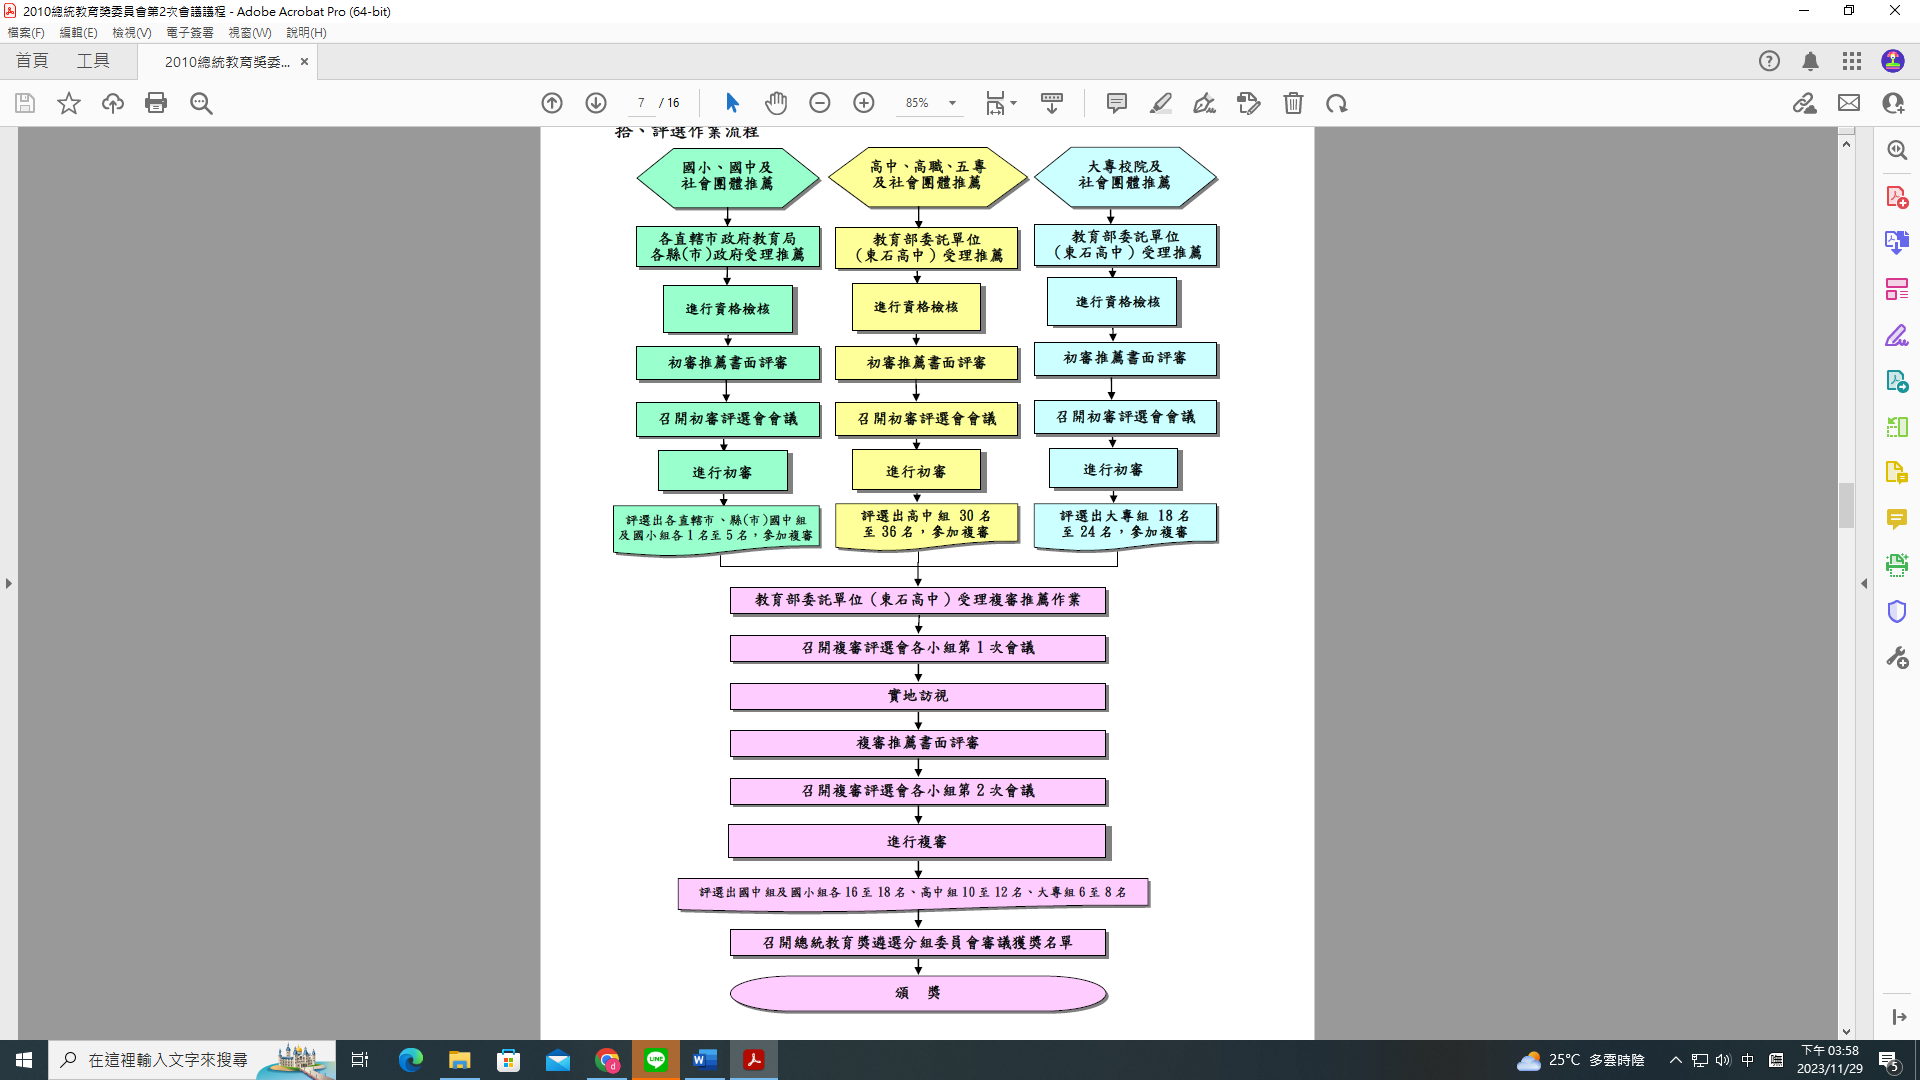 2010總統教育獎委員會第2次會議議程 - Adobe Acrobat Pro (64-bit)
檔案(F) 編輯(E) 檢視(V) 電子簽署 視窗(W) 說明(H)
首頁 工具 2010總統教育獎委... ×
7 / 16 85%
拾、評選作業流程
國小、國中及
社會團體推薦
高中、高職、五專
及社會團體推薦
大專校院及
社會團體推薦
各直轄市政府教育局
各縣(市)政府受理推薦
教育部委託單位
(東石高中)受理推薦
教育部委託單位
(東石高中)受理推薦
進行資格檢核
進行資格檢核
進行資格檢核
初審推薦書面評審
初審推薦書面評審
初審推薦書面評審
召開初審評選會會議
召開初審評選會會議
召開初審評選會會議
進行初審
進行初審
進行初審
評選出各直轄市、縣(市)國中組
及國小組各1名至5名，參加複審
評選出高中組 30 名
至 36 名，參加複審
評選出大專組 18 名
至 24 名，參加複審
教育部委託單位(東石高中)受理複審推薦作業
召開複審評選會各小組第 1 次會議
實地訪視
複審推薦書面評審
召開複審評選會各小組第 2 次會議
進行複審
評選出國中組及國小組各 16 至 18 名、高中組 10 至 12 名、大專組 6 至 8 名
召開總統教育獎遴選分組委員會審議獲獎名單
頒 獎
在這裡輸入文字來搜尋
25°C 多雲時陰
中
下午 03:58
2023/11/29
5